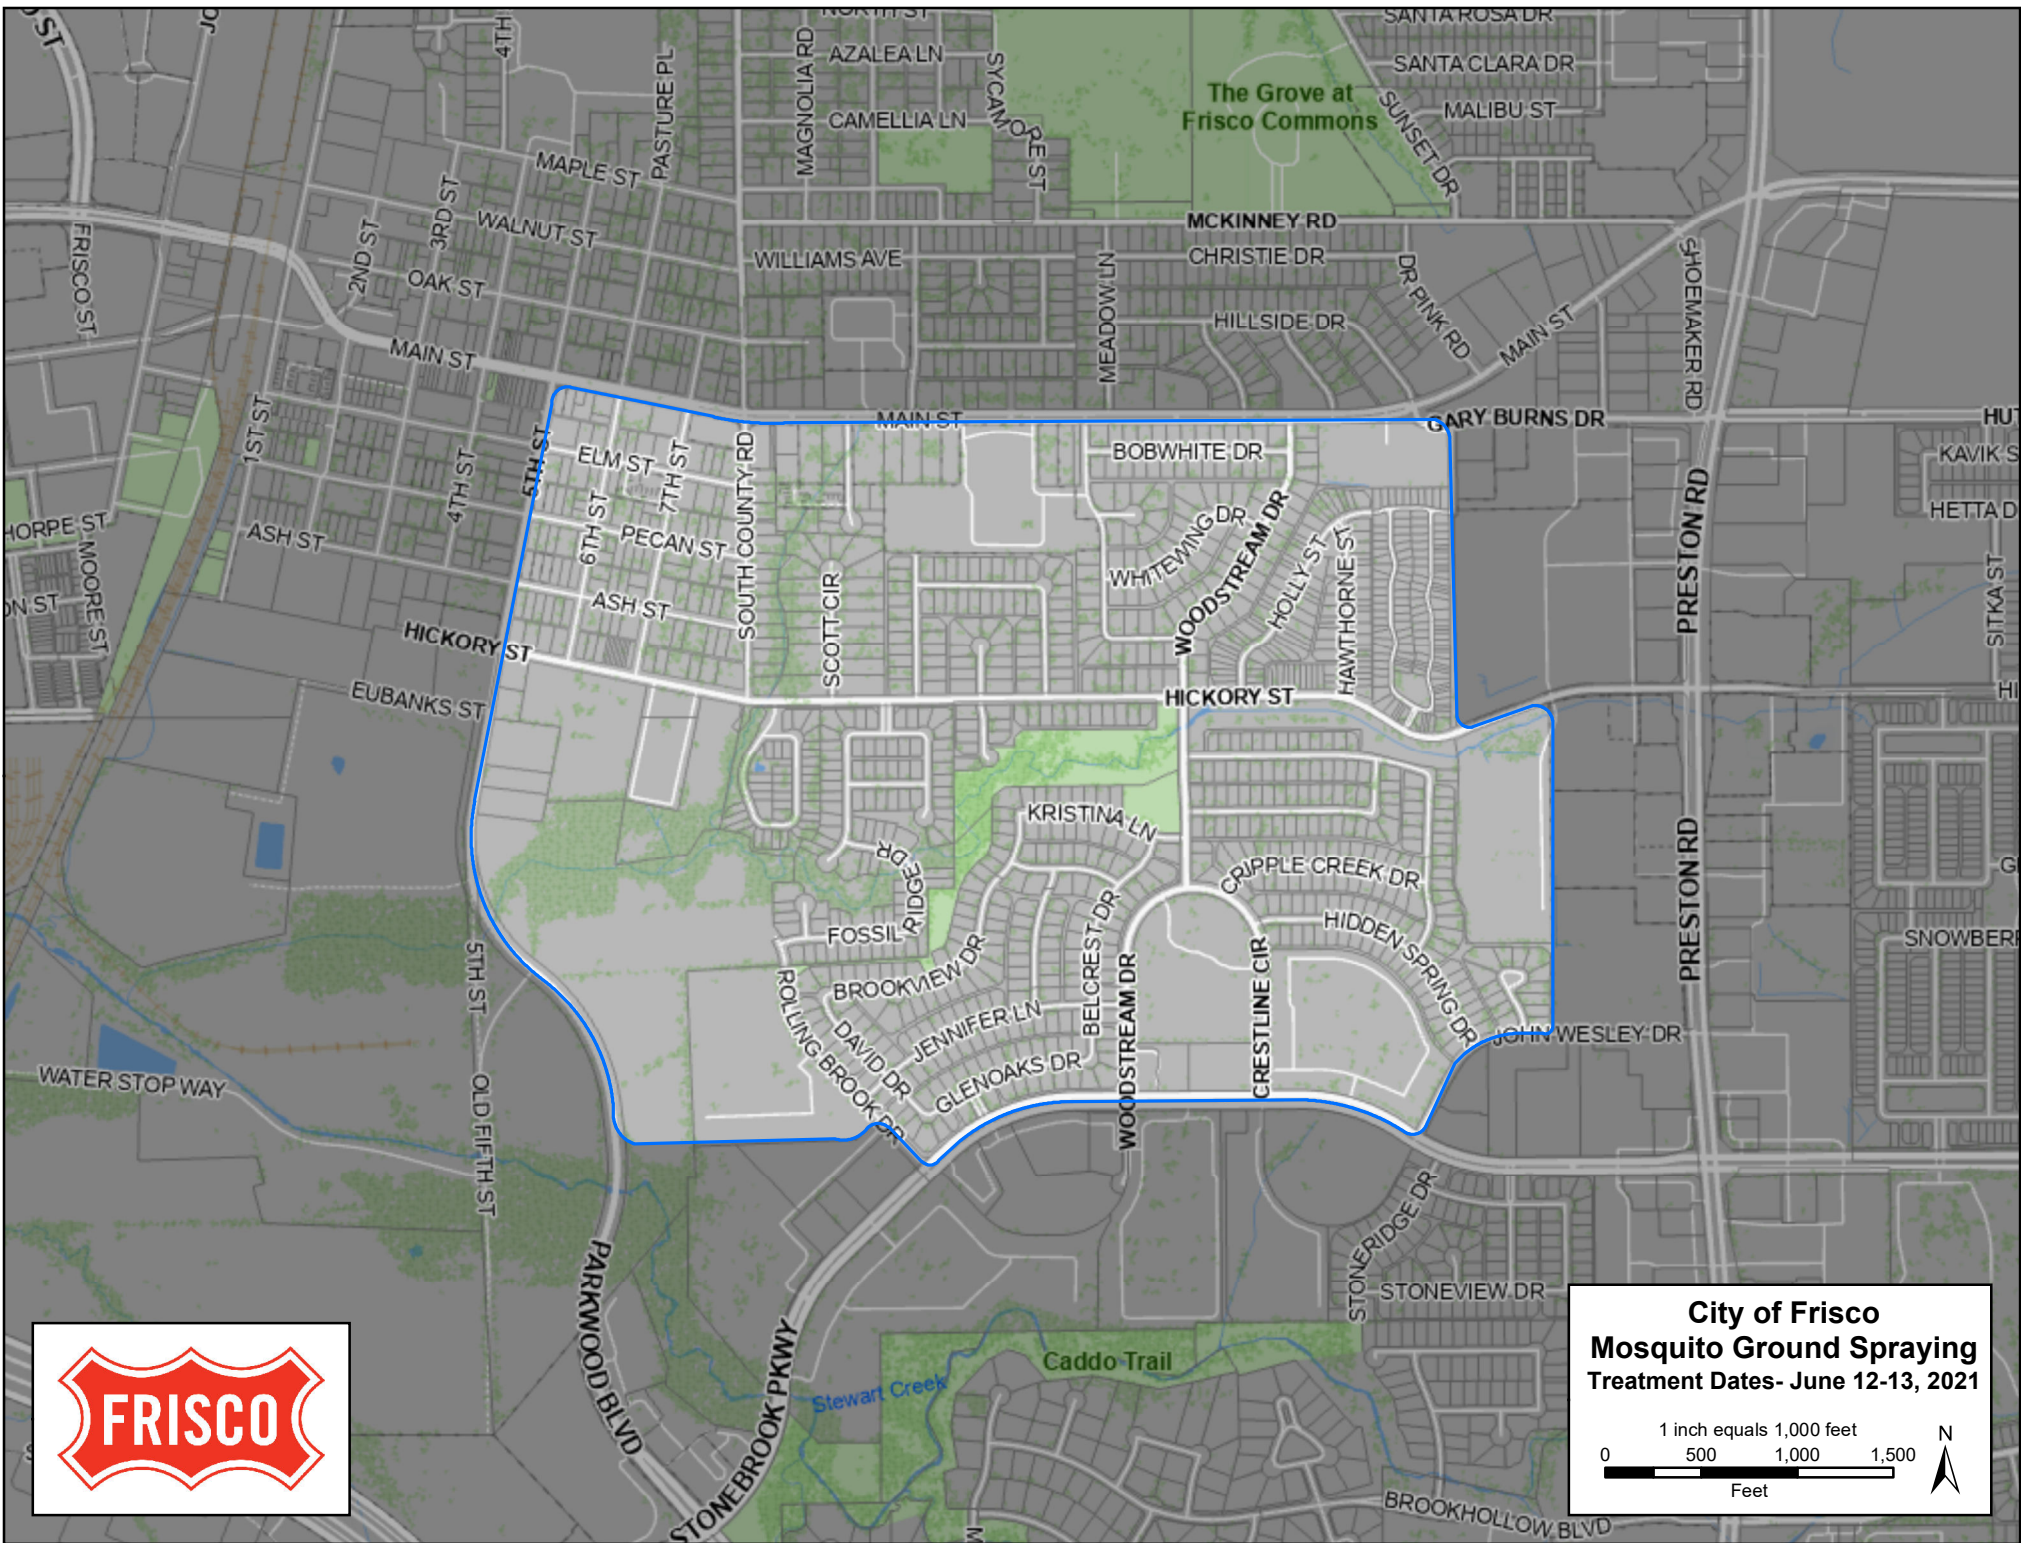 NORTH ST
SANTA ROSA DR
4TH
AZALEA LN
SANTA CLARA DR
MAGNOLIA RD
PASTURE PL
SYCAMORE ST
The Grove at
Frisco Commons
SUNSET DR
MALIBU ST
CAMELLIA LN
MAPLE ST
3RD ST
WALNUT ST
MCKINNEY RD
2ND ST
FRISCO ST
WILLIAMS AVE
CHRISTIE DR
MEADOW LN
DR PINK RD
SHOEMAKER RD
OAK ST
HILLSIDE DR
MAIN ST
MAIN ST
MAIN ST
GARY BURNS DR
1ST ST
4TH ST
5TH ST
ELM ST
7TH ST
SOUTH COUNTY RD
BOBWHITE DR
KAVIK S
HETTA D
PRESTON RD
HORPE ST
MOORE ST
ASH ST
6TH ST
PECAN ST
WHITEWING DR
WOODSTREAM DR
HOLLY ST
HAWTHORNE ST
SITKA ST
ON ST
ASH ST
SCOTT CIR
HICKORY ST
EUBANKS ST
HICKORY ST
KRISTINA LN
RIDGE DR
CRIPPLE CREEK DR
PRESTON RD
FOSSIL
BELCREST DR
HIDDEN SPRING DR
SNOWBER
5TH ST
BROOKVIEW DR
ROLLING BROOK DR
DAVID DR
JENNIFER LN
WOODSTREAM DR
CRESTLINE CIR
JOHN WESLEY DR
WATER STOP WAY
GLENOAKS DR
OLD FIFTH ST
PARKWOOD BLVD
STONERIDGE DR
STONEVIEW DR
STONEBROOK PKWY
Caddo Trail
Stewart Creek
BROOKHOLLOW BLVD
FRISCO
City of Frisco
Mosquito Ground Spraying
Treatment Dates- June 12-13, 2021
1 inch equals 1,000 feet
N
0 500 1,000 1,500
Feet